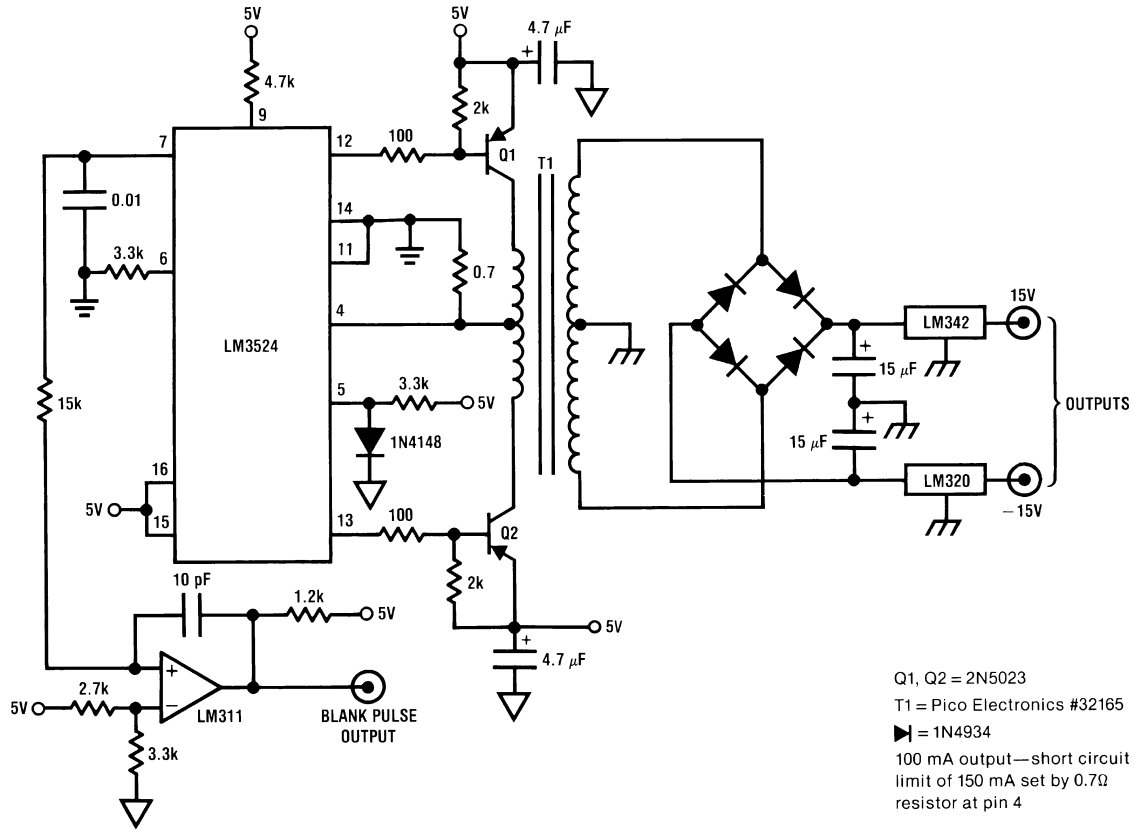 5V
4.7k
9
5V
4.7 μF
+
2k
7
12
100
Q1
T1
0.01
14
11
3.3k
6
0.7
4
LM3524
15V
LM342
+
15 μF
5
3.3k
5V
15k
1N4148
OUTPUTS
+
15 μF
16
5V
15
13
100
Q2
LM320
−15V
10 pF
1.2k
5V
2k
5V
+
4.7 μF
+
−
LM311
2.7k
5V
BLANK PULSE
OUTPUT
3.3k
Q1, Q2 = 2N5023
T1 = Pico Electronics #32165
= 1N4934
100 mA output—short circuit
limit of 150 mA set by 0.7Ω
resistor at pin 4